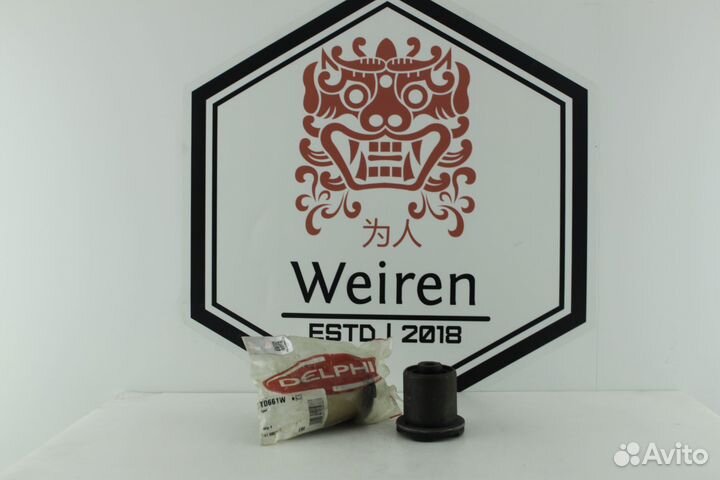 为人
Weiren
ESTD | 2018
DELPHI
TD661W
Avito